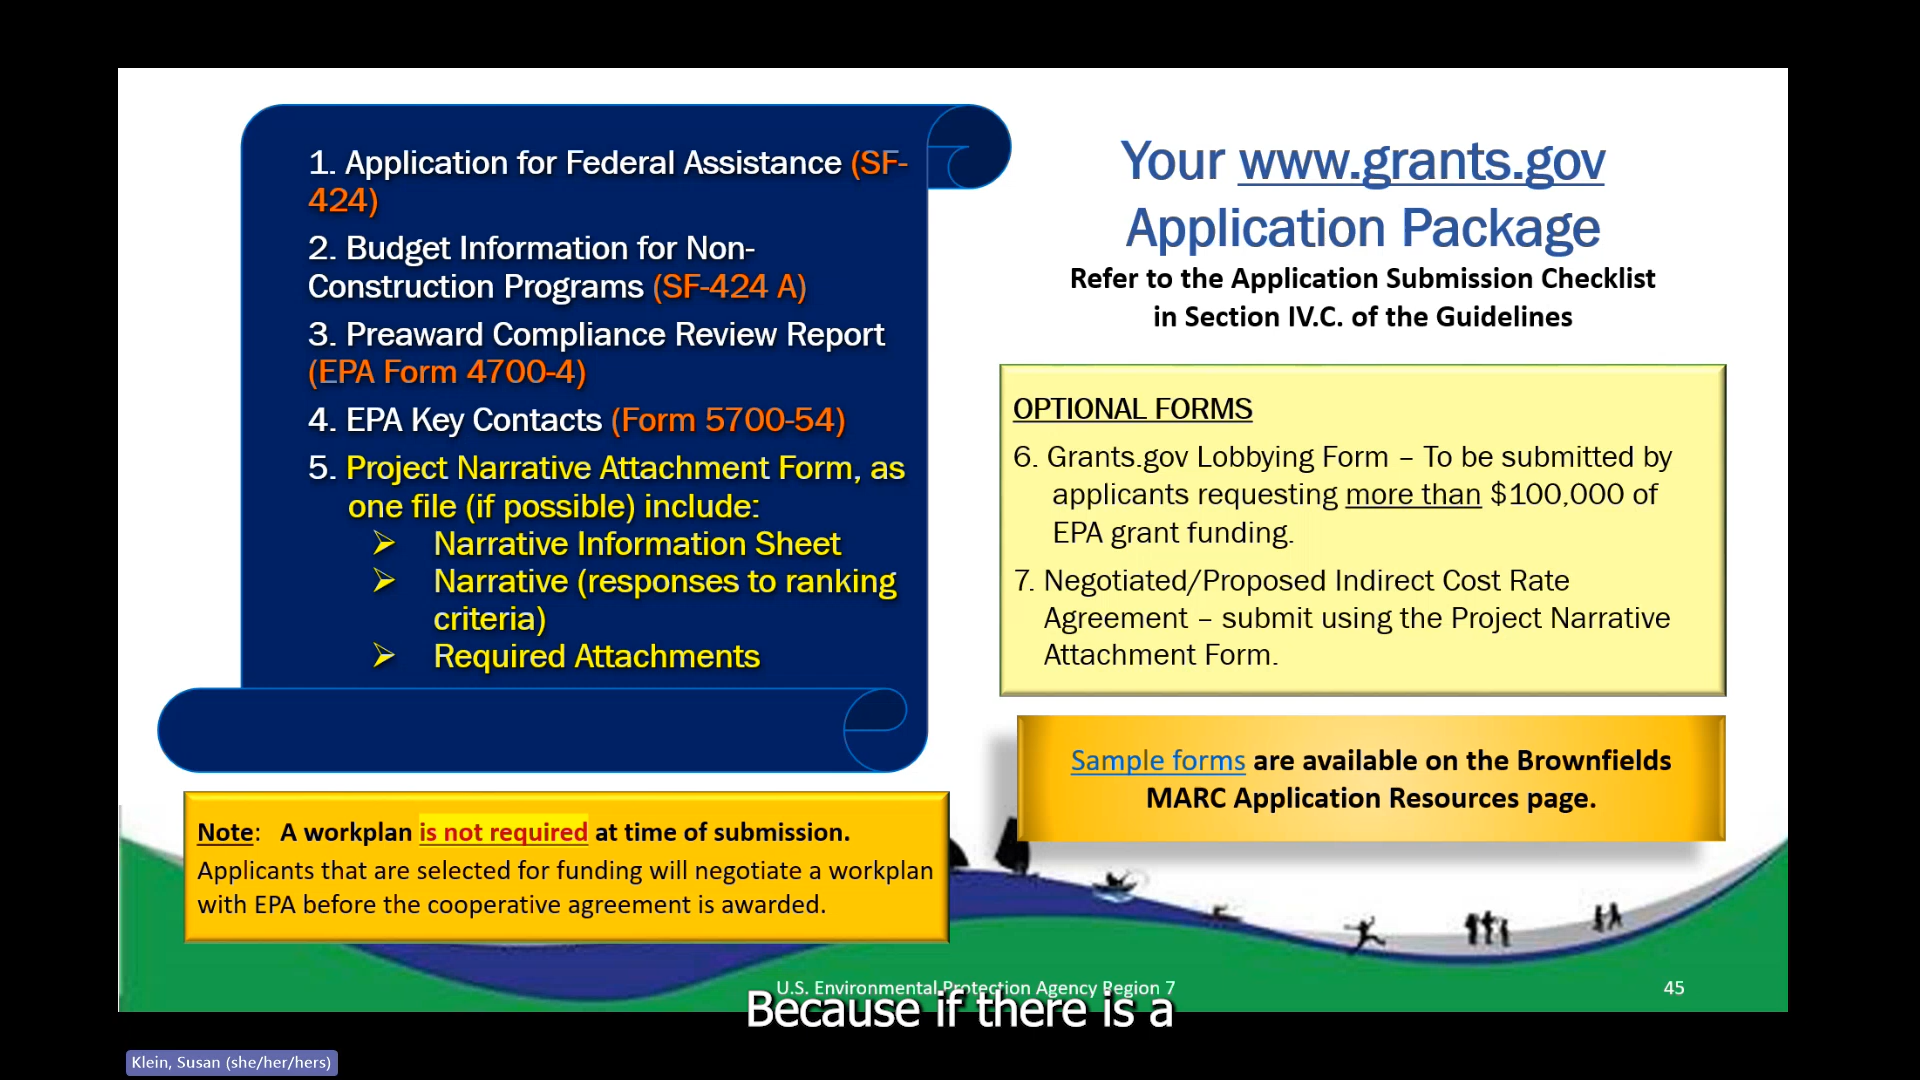 1. Application for Federal Assistance (SF-
424)
2. Budget Information for Non-
Construction Programs (SF-424 A)
3. Preaward Compliance Review Report
(EPA Form 4700-4)
4. EPA Key Contacts (Form 5700-54)
5. Project Narrative Attachment Form, as
one file (if possible) include:
➢ Narrative Information Sheet
➢ Narrative (responses to ranking
criteria)
➢ Required Attachments
Note: A workplan is not required at time of submission.
Applicants that are selected for funding will negotiate a workplan
with EPA before the cooperative agreement is awarded.
Your www.grants.gov
Application Package
Refer to the Application Submission Checklist
in Section IV.C. of the Guidelines
OPTIONAL FORMS
6. Grants.gov Lobbying Form – To be submitted by
applicants requesting more than $100,000 of
EPA grant funding.
7. Negotiated/Proposed Indirect Cost Rate
Agreement – submit using the Project Narrative
Attachment Form.
Sample forms are available on the Brownfields
MARC Application Resources page.
U.S. Environmental Protection Agency Region 7
45
Because if there is a
Klein, Susan (she/her/hers)